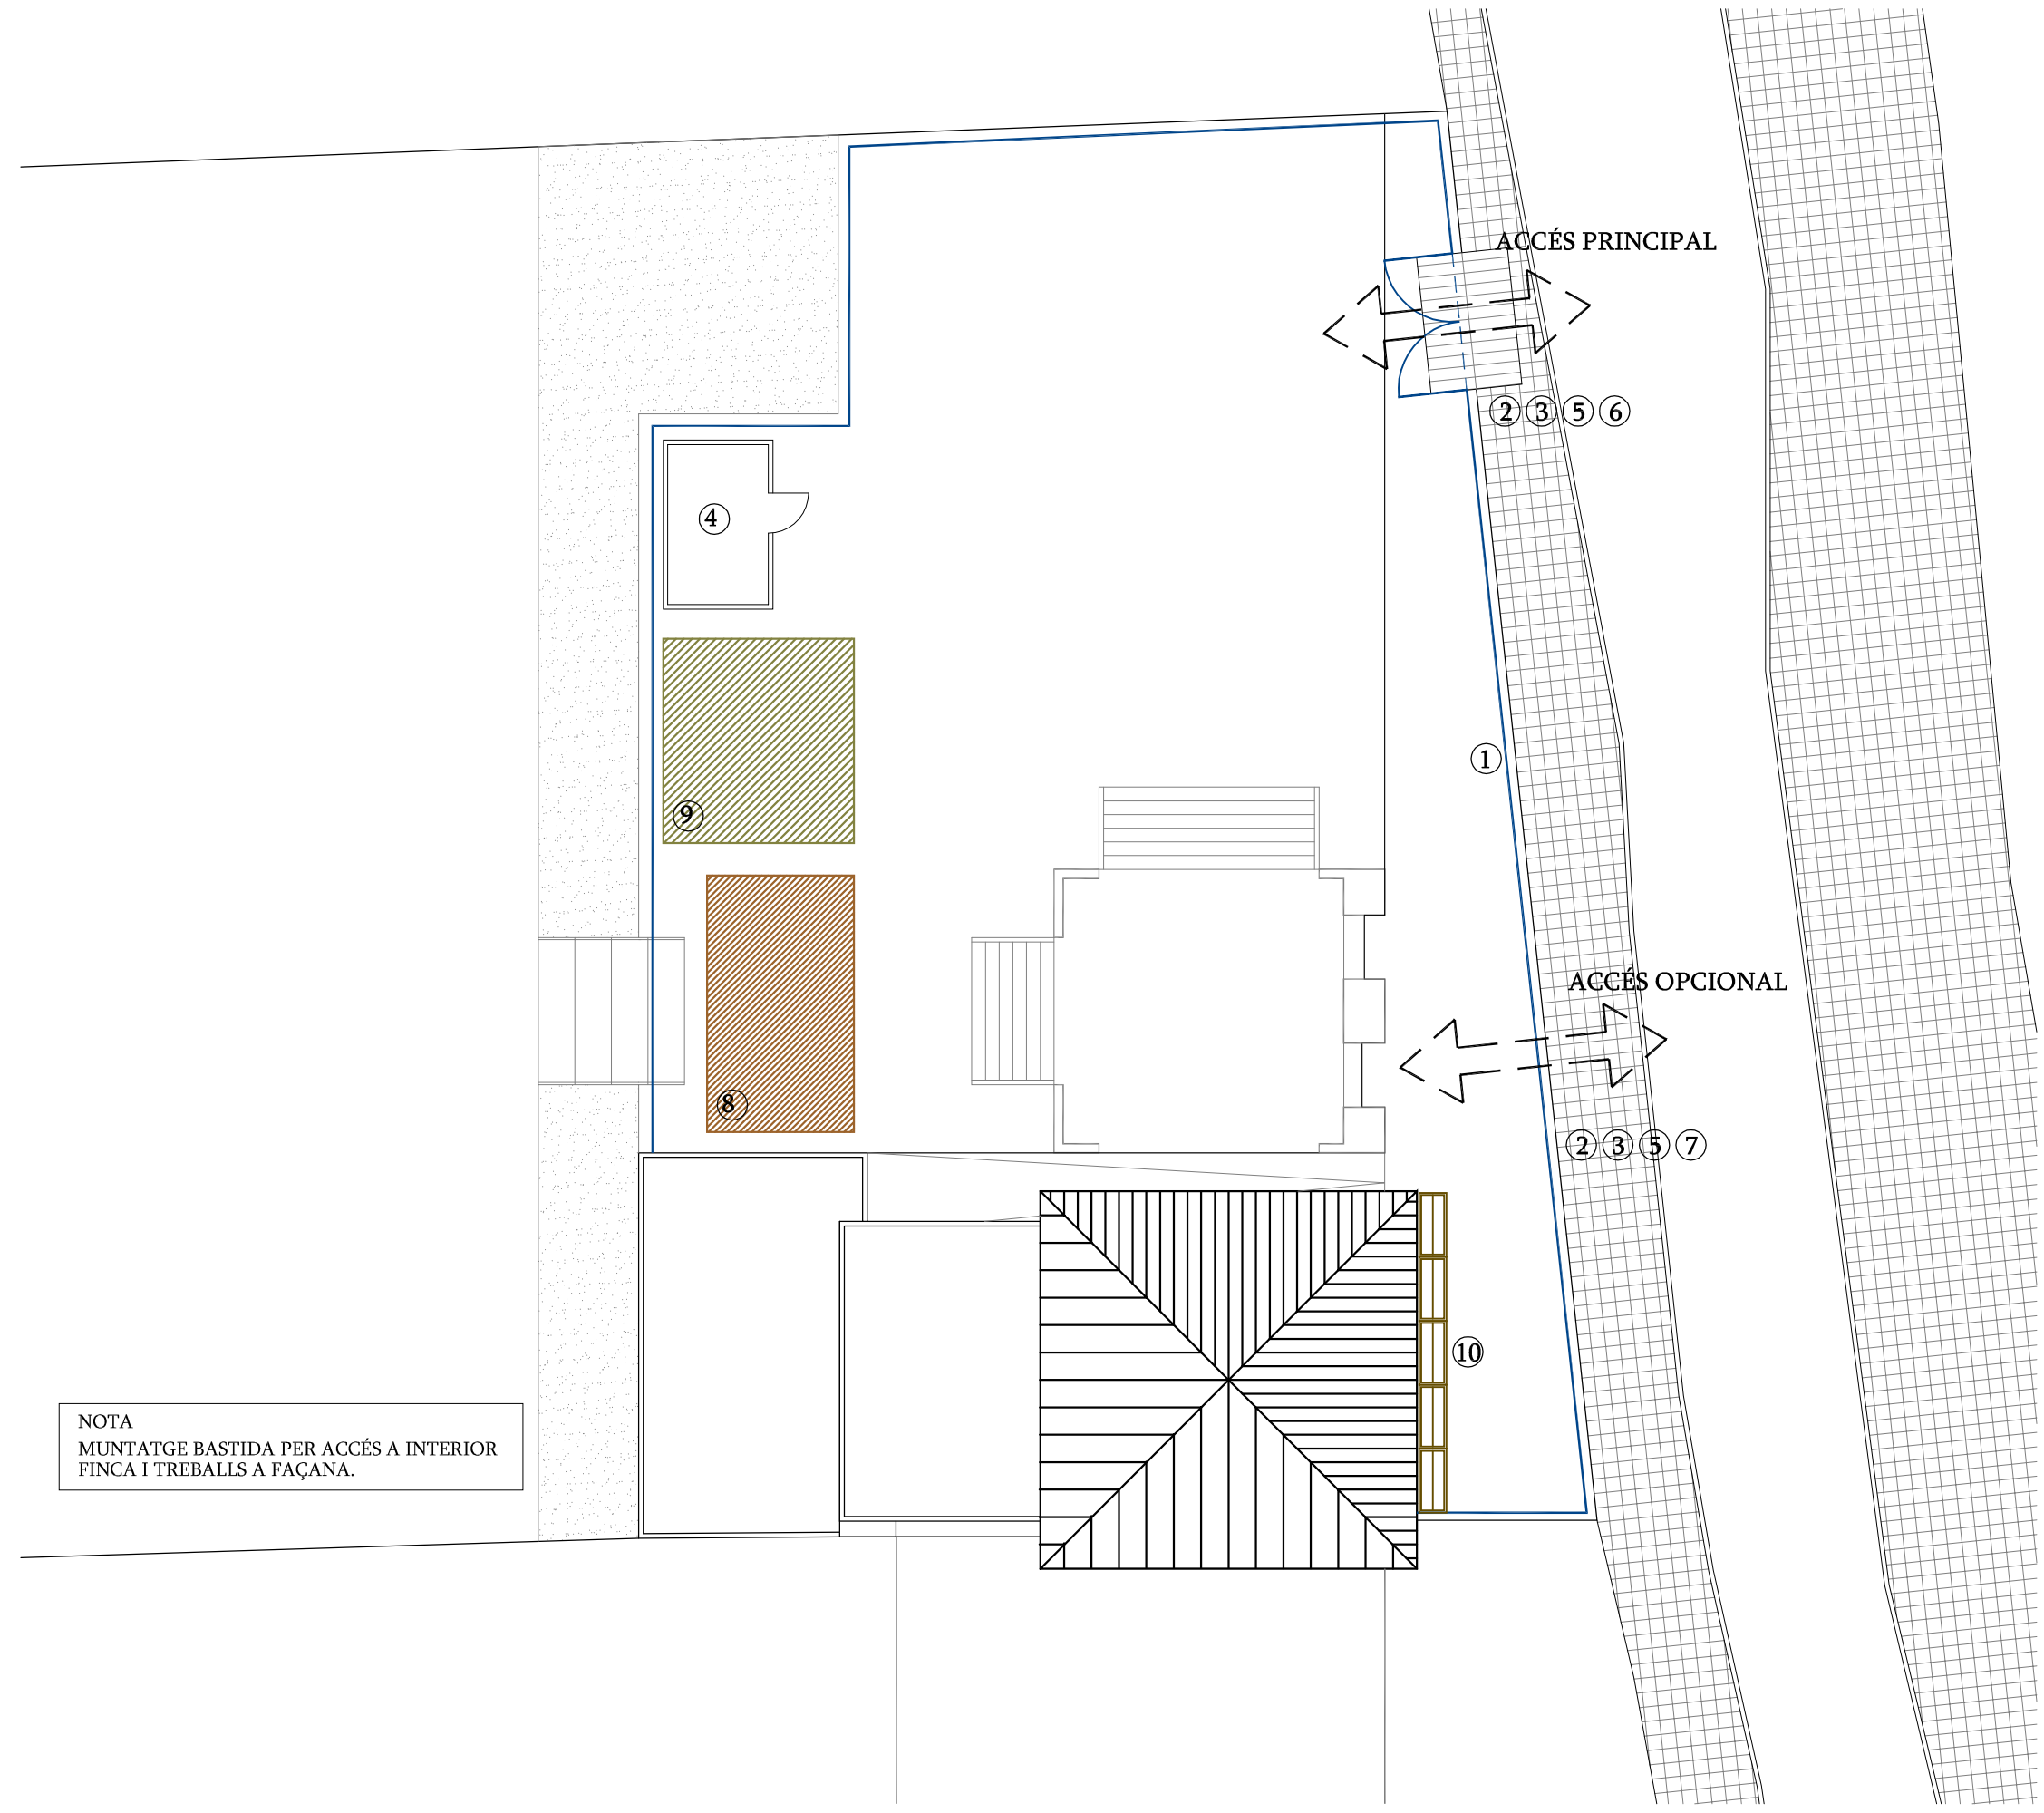 ACCÉS PRINCIPAL
2 3 5 6
4
1
9
ACCÉS OPCIONAL
8
2 3 5 7
10
NOTA
MUNTATGE BASTIDA PER ACCÉS A INTERIOR
FINCA I TREBALLS A FAÇANA.